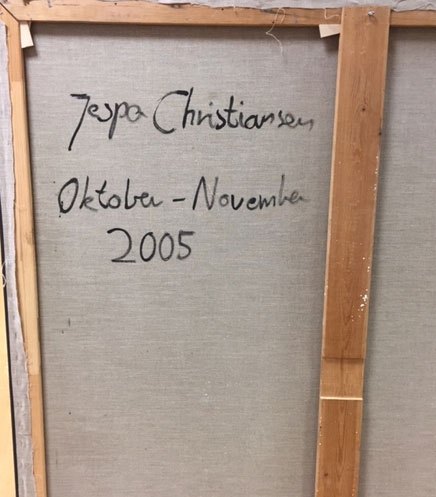 Jesper Christiansen
Oktober - November
2005